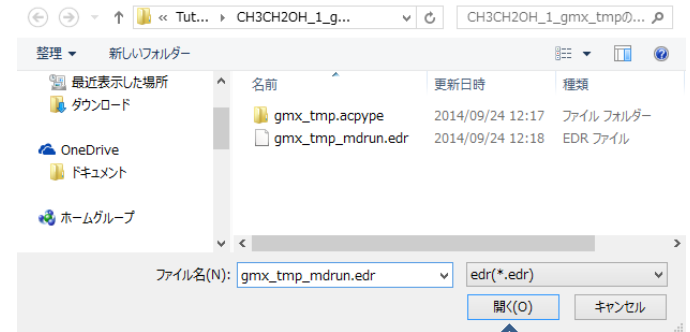 « Tut... CH3CH2OH_1_g... CH3CH2OH_1_gmx_tmpの...
整理 新しいフォルダー
最近表示した場所
ダウンロード
OneDrive
ドキュメント
ホームグループ
名前 更新日時 種類
gmx_tmp.acpype 2014/09/24 12:17 ファイル フォルダー
gmx_tmp_mdrun.edr 2014/09/24 12:18 EDR ファイル
ファイル名(N): gmx_tmp_mdrun.edr edr(*.edr)
開く(O) キャンセル